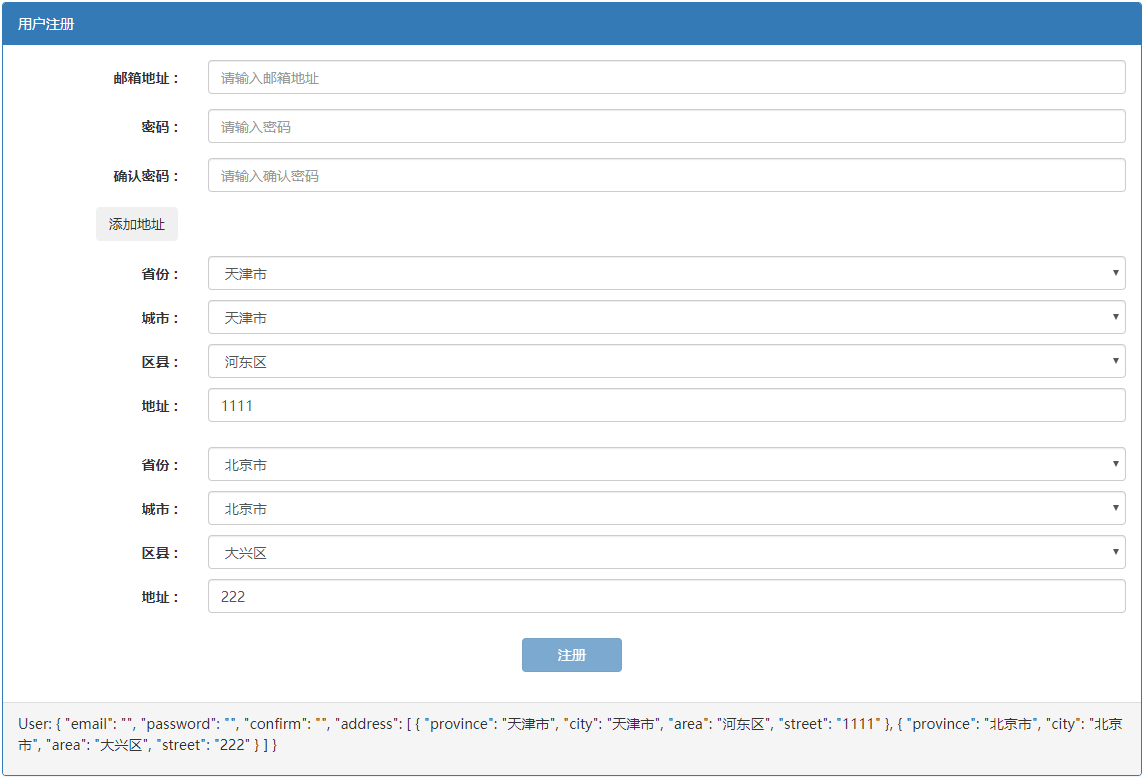 用户注册
邮箱地址： 请输入邮箱地址
密码： 请输入密码
确认密码： 请输入确认密码
添加地址
省份： 天津市
城市： 天津市
区县： 河东区
地址： 1111
省份： 北京市
城市： 北京市
区县： 大兴区
地址： 222
注册
User: { "email": "", "password": "", "confirm": "", "address": [ { "province": "天津市", "city": "天津市", "area": "河东区", "street": "1111" }, { "province": "北京市", "city": "北京
市", "area": "大兴区", "street": "222" } ] }